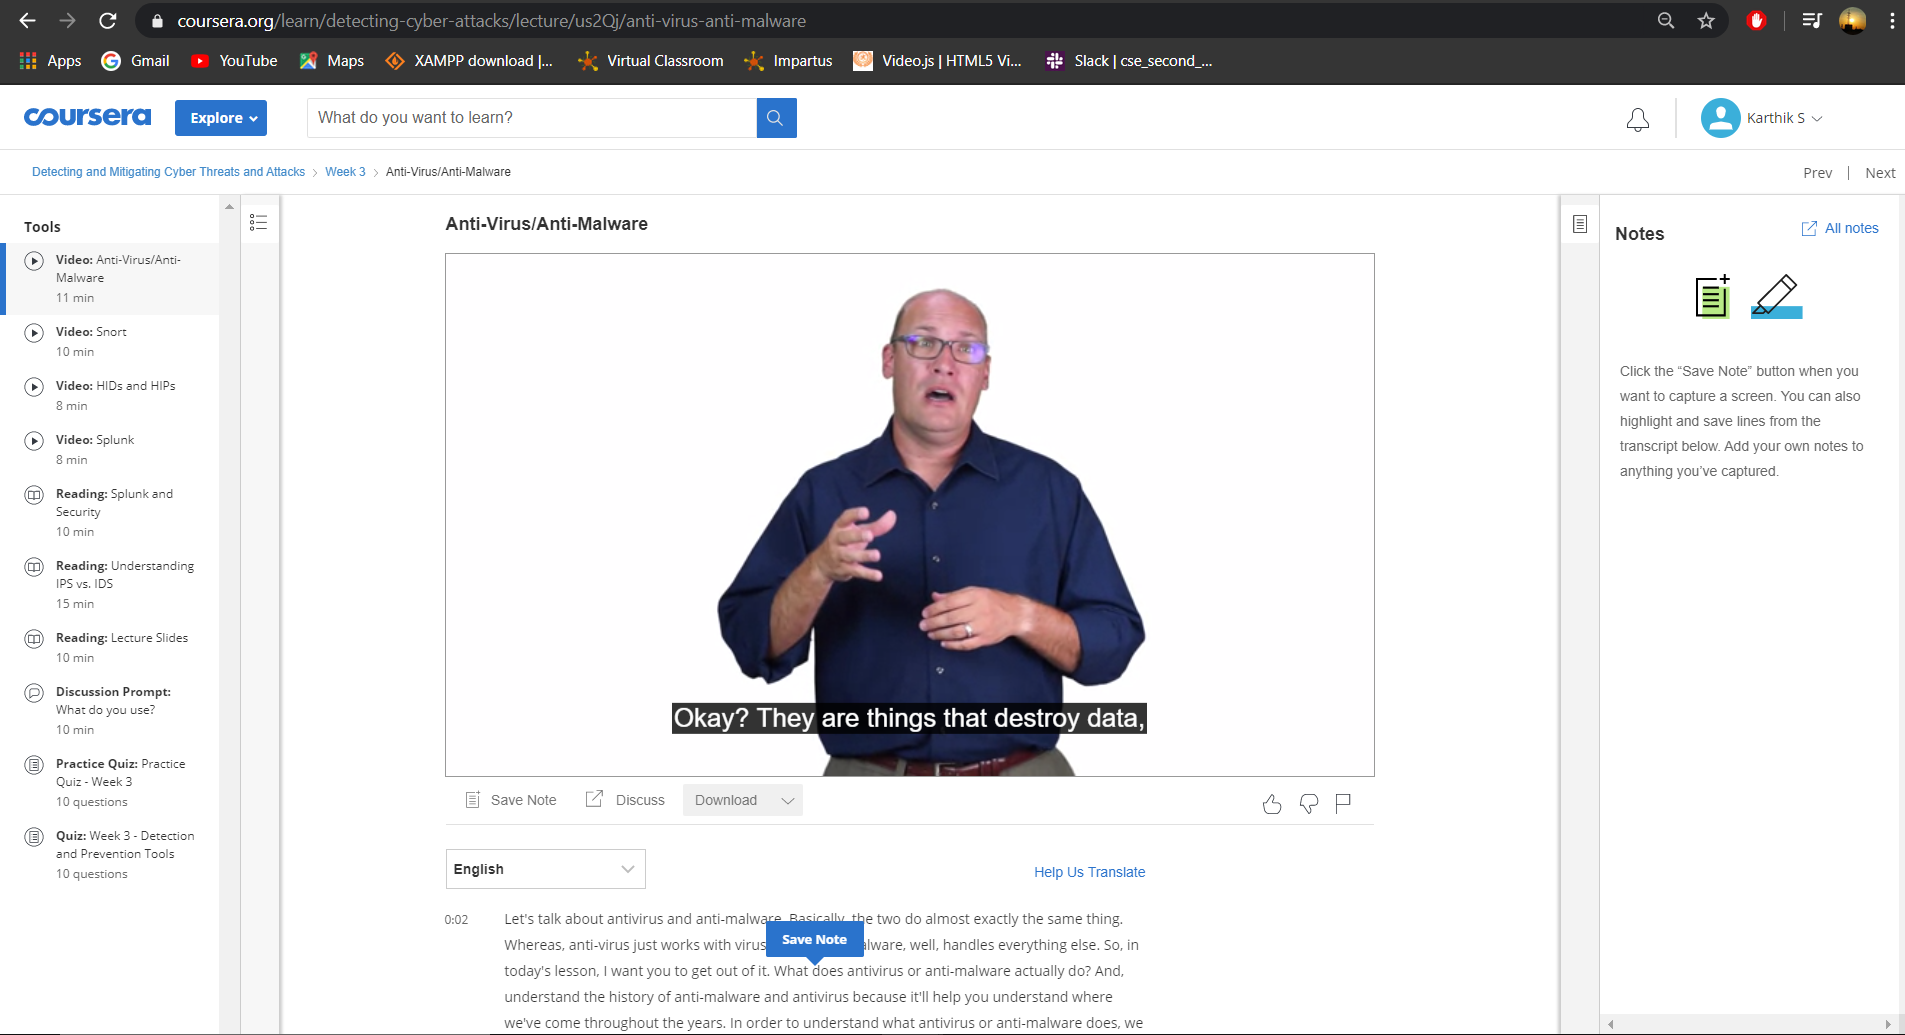 coursera.org/learn/detecting-cyber-attacks/lecture/us2Qj/anti-virus-anti-malware
Apps Gmail YouTube Maps XAMPP download |... Virtual Classroom Impartus Video.js | HTML5 Vi... Slack | cse_second_...
coursera Explore What do you want to learn? Karthik S
Detecting and Mitigating Cyber Threats and Attacks > Week 3 > Anti-Virus/Anti-Malware Prev | Next
Tools
Video: Anti-Virus/Anti-
Malware
11 min
Video: Snort
10 min
Video: HIDs and HIPs
8 min
Video: Splunk
8 min
Reading: Splunk and
Security
10 min
Reading: Understanding
IPS vs. IDS
15 min
Reading: Lecture Slides
10 min
Discussion Prompt:
What do you use?
10 min
Practice Quiz: Practice
Quiz - Week 3
10 questions
Quiz: Week 3 - Detection
and Prevention Tools
10 questions
Anti-Virus/Anti-Malware
Okay? They are things that destroy data,
Save Note Discuss Download
English
Help Us Translate
0:02 Let's talk about antivirus and anti-malware. Basically, the two do almost exactly the same thing.
Whereas, anti-virus just works with virus alware, well, handles everything else. So, in
Save Note
today's lesson, I want you to get out of it. What does antivirus or anti-malware actually do? And,
understand the history of anti-malware and antivirus because it'll help you understand where
we've come throughout the years. In order to understand what antivirus or anti-malware does, we
Notes
All notes
Click the “Save Note” button when you
want to capture a screen. You can also
highlight and save lines from the
transcript below. Add your own notes to
anything you’ve captured.